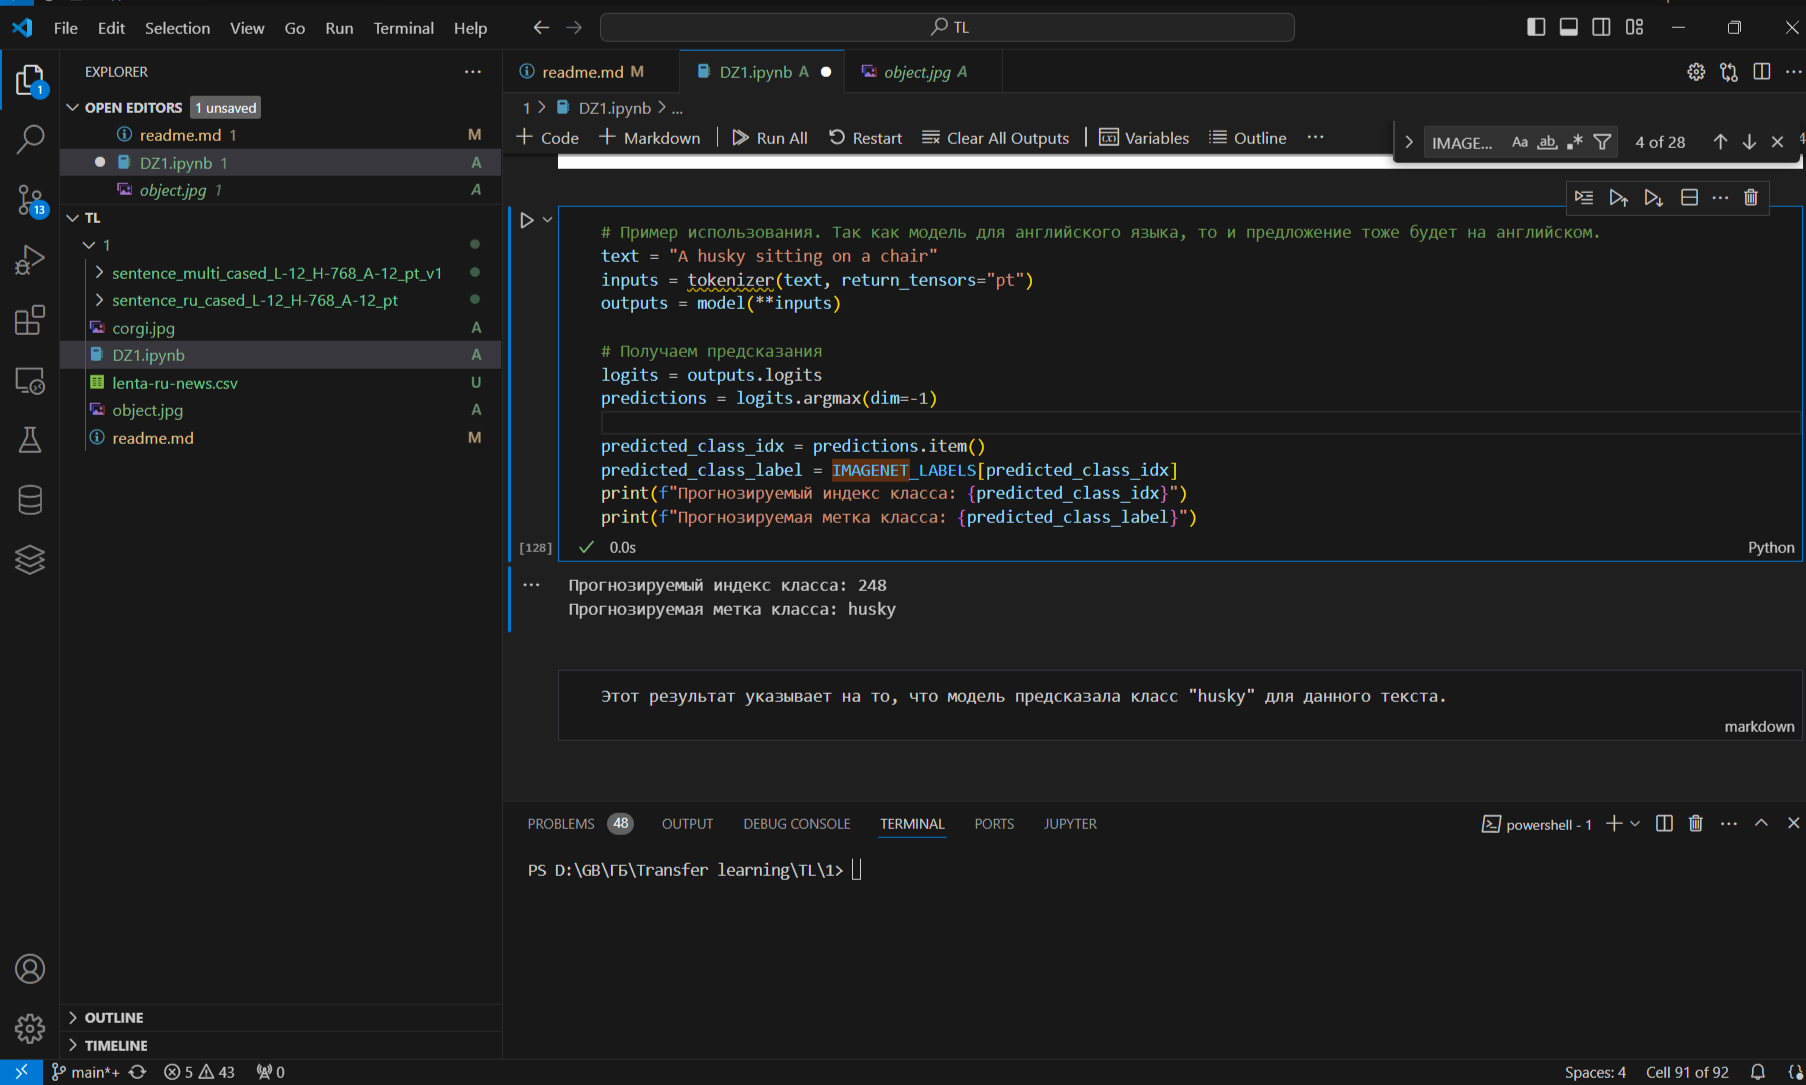 File Edit Selection View Go Run Terminal Help
TL
EXPLORER
OPEN EDITORS 1 unsaved
readme.md 1 M
DZ1.ipynb 1 A
object.jpg 1 A
TL
1
sentence_multi_cased_L-12_H-768_A-12_pt_v1
sentence_ru_cased_L-12_H-768_A-12_pt
corgi.jpg A
DZ1.ipynb A
lenta-ru-news.csv U
object.jpg A
readme.md M
OUTLINE
TIMELINE
1
13
readme.md M
DZ1.ipynb A
object.jpg A
1 > DZ1.ipynb > ...
Code Markdown Run All Restart Clear All Outputs Variables Outline ...
IMAGE... Aa ab 4 of 28
# Пример использования. Так как модель для английского языка, то и предложение тоже будет на английском.
text = "A husky sitting on a chair"
inputs = tokenizer(text, return_tensors="pt")
outputs = model(**inputs)
# Получаем предсказания
logits = outputs.logits
predictions = logits.argmax(dim=-1)
predicted_class_idx = predictions.item()
predicted_class_label = IMAGENET_LABELS[predicted_class_idx]
print(f"Прогнозируемый индекс класса: {predicted_class_idx}")
print(f"Прогнозируемая метка класса: {predicted_class_label}")
[128] 0.0s Python
Прогнозируемый индекс класса: 248
Прогнозируемая метка класса: husky
Этот результат указывает на то, что модель предсказала класс "husky" для данного текста.
markdown
PROBLEMS 48 OUTPUT DEBUG CONSOLE TERMINAL PORTS JUPYTER
powershell - 1
PS D:\GB\ГБ\Transfer learning\TL\1>
main*+ 5 43 0
Spaces: 4 Cell 91 of 92